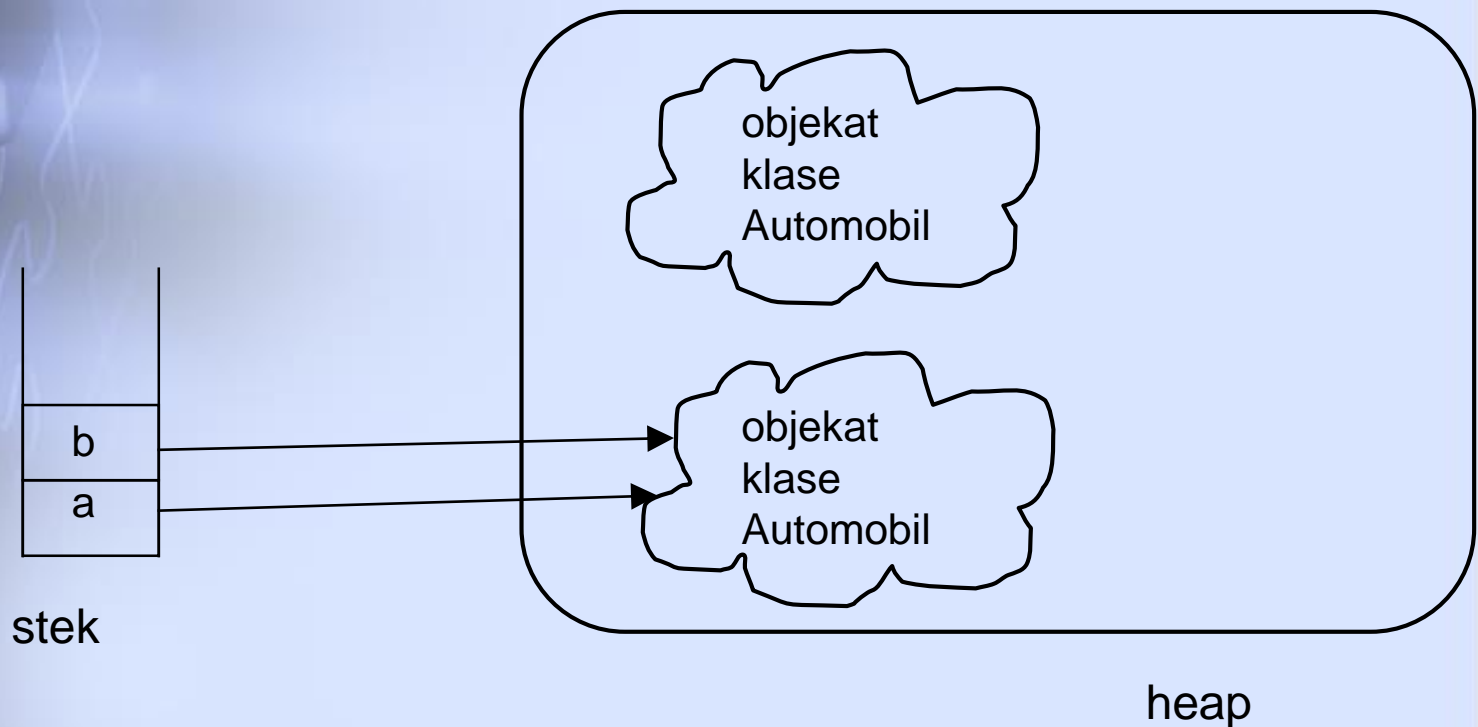 objekat
klase
Automobil
b
a
objekat
klase
Automobil
stek
heap